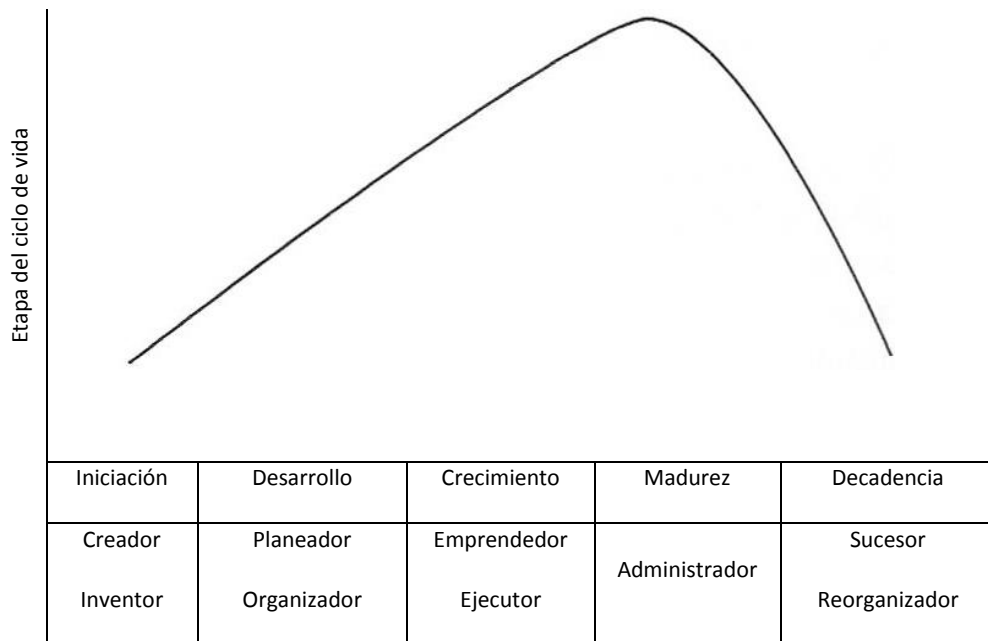 Etapa del ciclo de vida
Iniciación
Desarrollo
Crecimiento
Madurez
Decadencia
Creador
Inventor
Planeador
Organizador
Emprendedor
Ejecutor
Administrador
Sucesor
Reorganizador